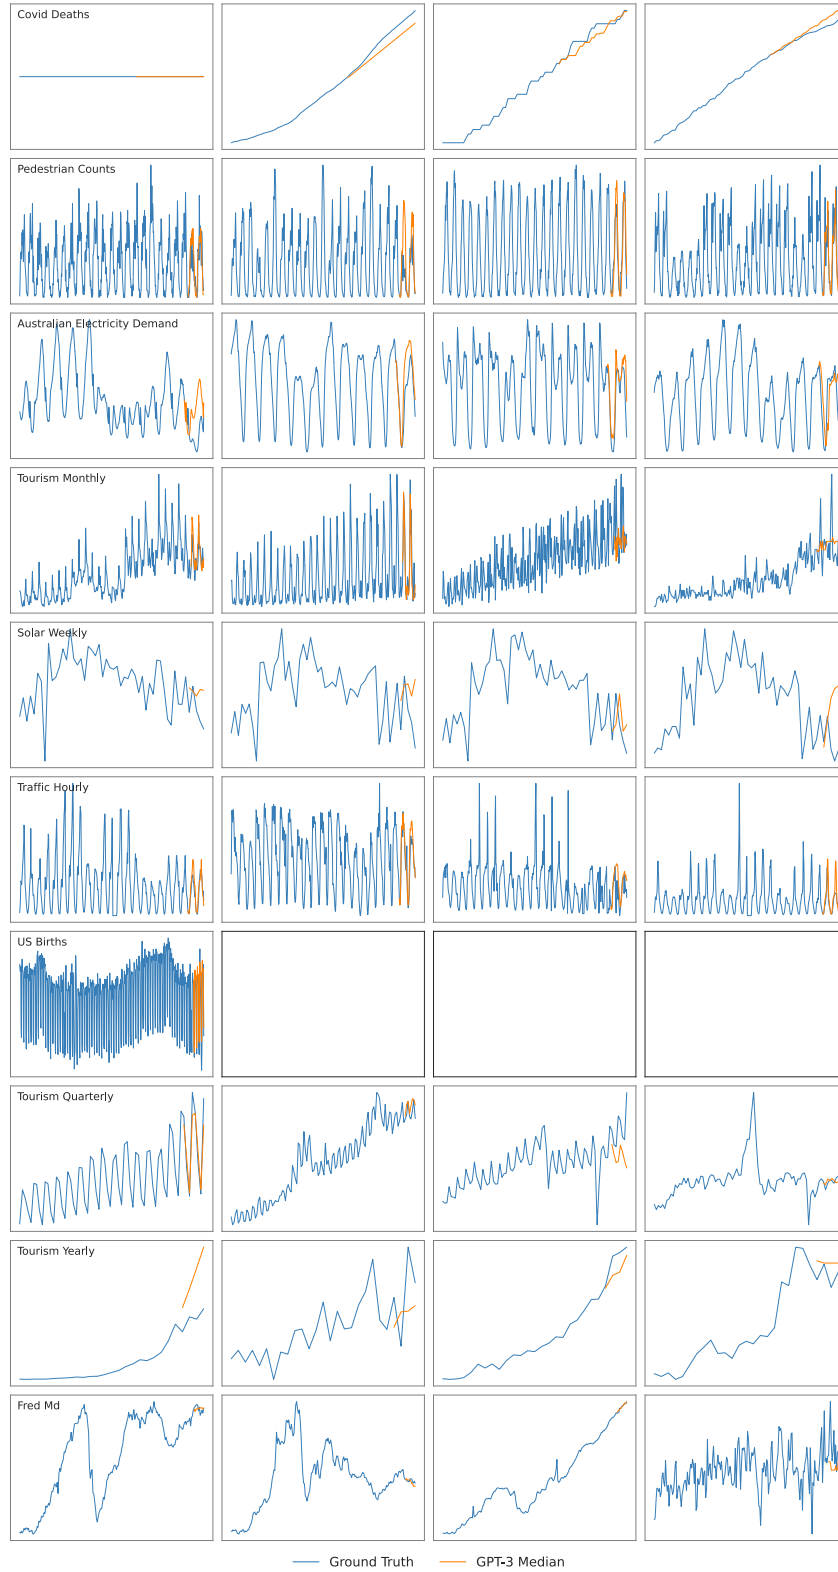 Covid Deaths
Pedestrian Counts
Australian Electricity Demand
Tourism Monthly
Solar Weekly
Traffic Hourly
US Births
Tourism Quarterly
Tourism Yearly
Fred Md
Ground Truth GPT-3 Median